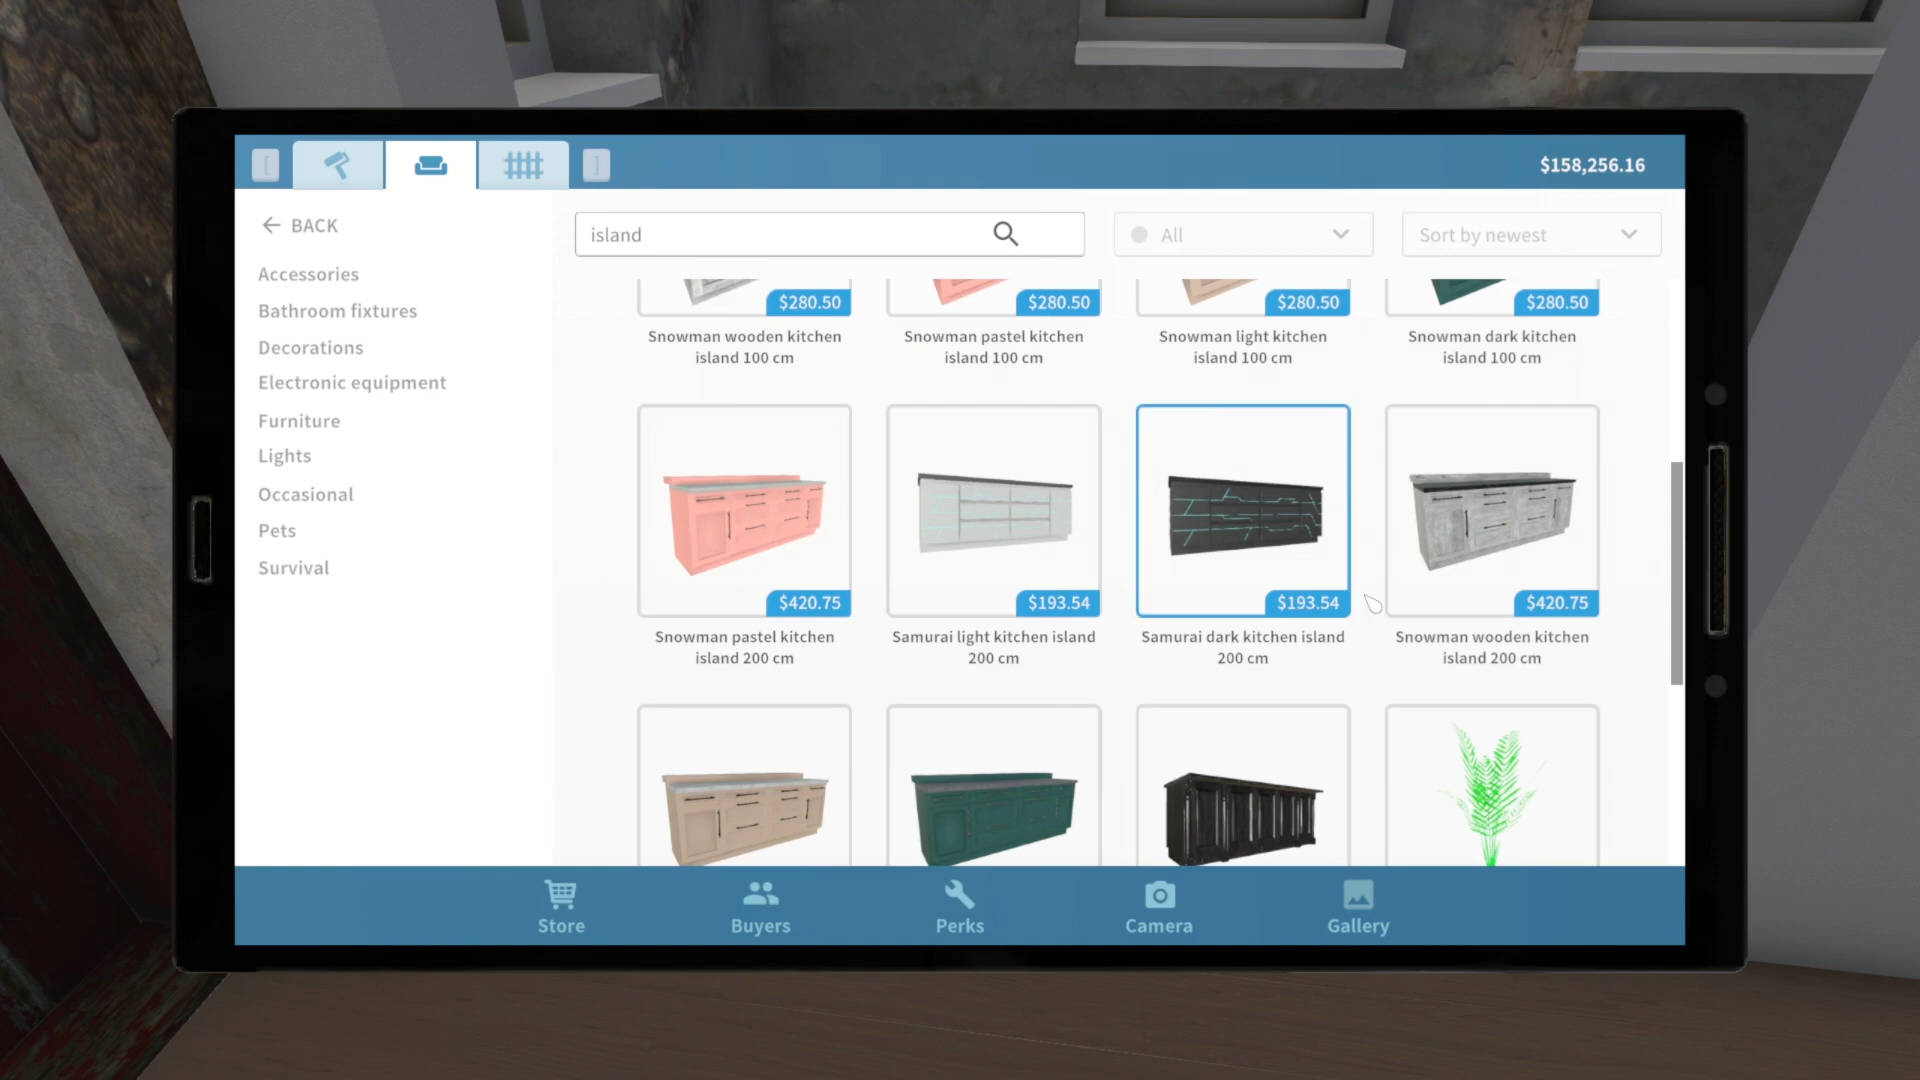 [
]
$158,256.16
BACK
island
All
Sort by newest
Accessories
Bathroom fixtures
Decorations
Electronic equipment
Furniture
Lights
Occasional
Pets
Survival
$280.50
$280.50
$280.50
$280.50
Snowman wooden kitchen
island 100 cm
Snowman pastel kitchen
island 100 cm
Snowman light kitchen
island 100 cm
Snowman dark kitchen
island 100 cm
$420.75
$193.54
$193.54
$420.75
Snowman pastel kitchen
island 200 cm
Samurai light kitchen island
200 cm
Samurai dark kitchen island
200 cm
Snowman wooden kitchen
island 200 cm
Store
Buyers
Perks
Camera
Gallery